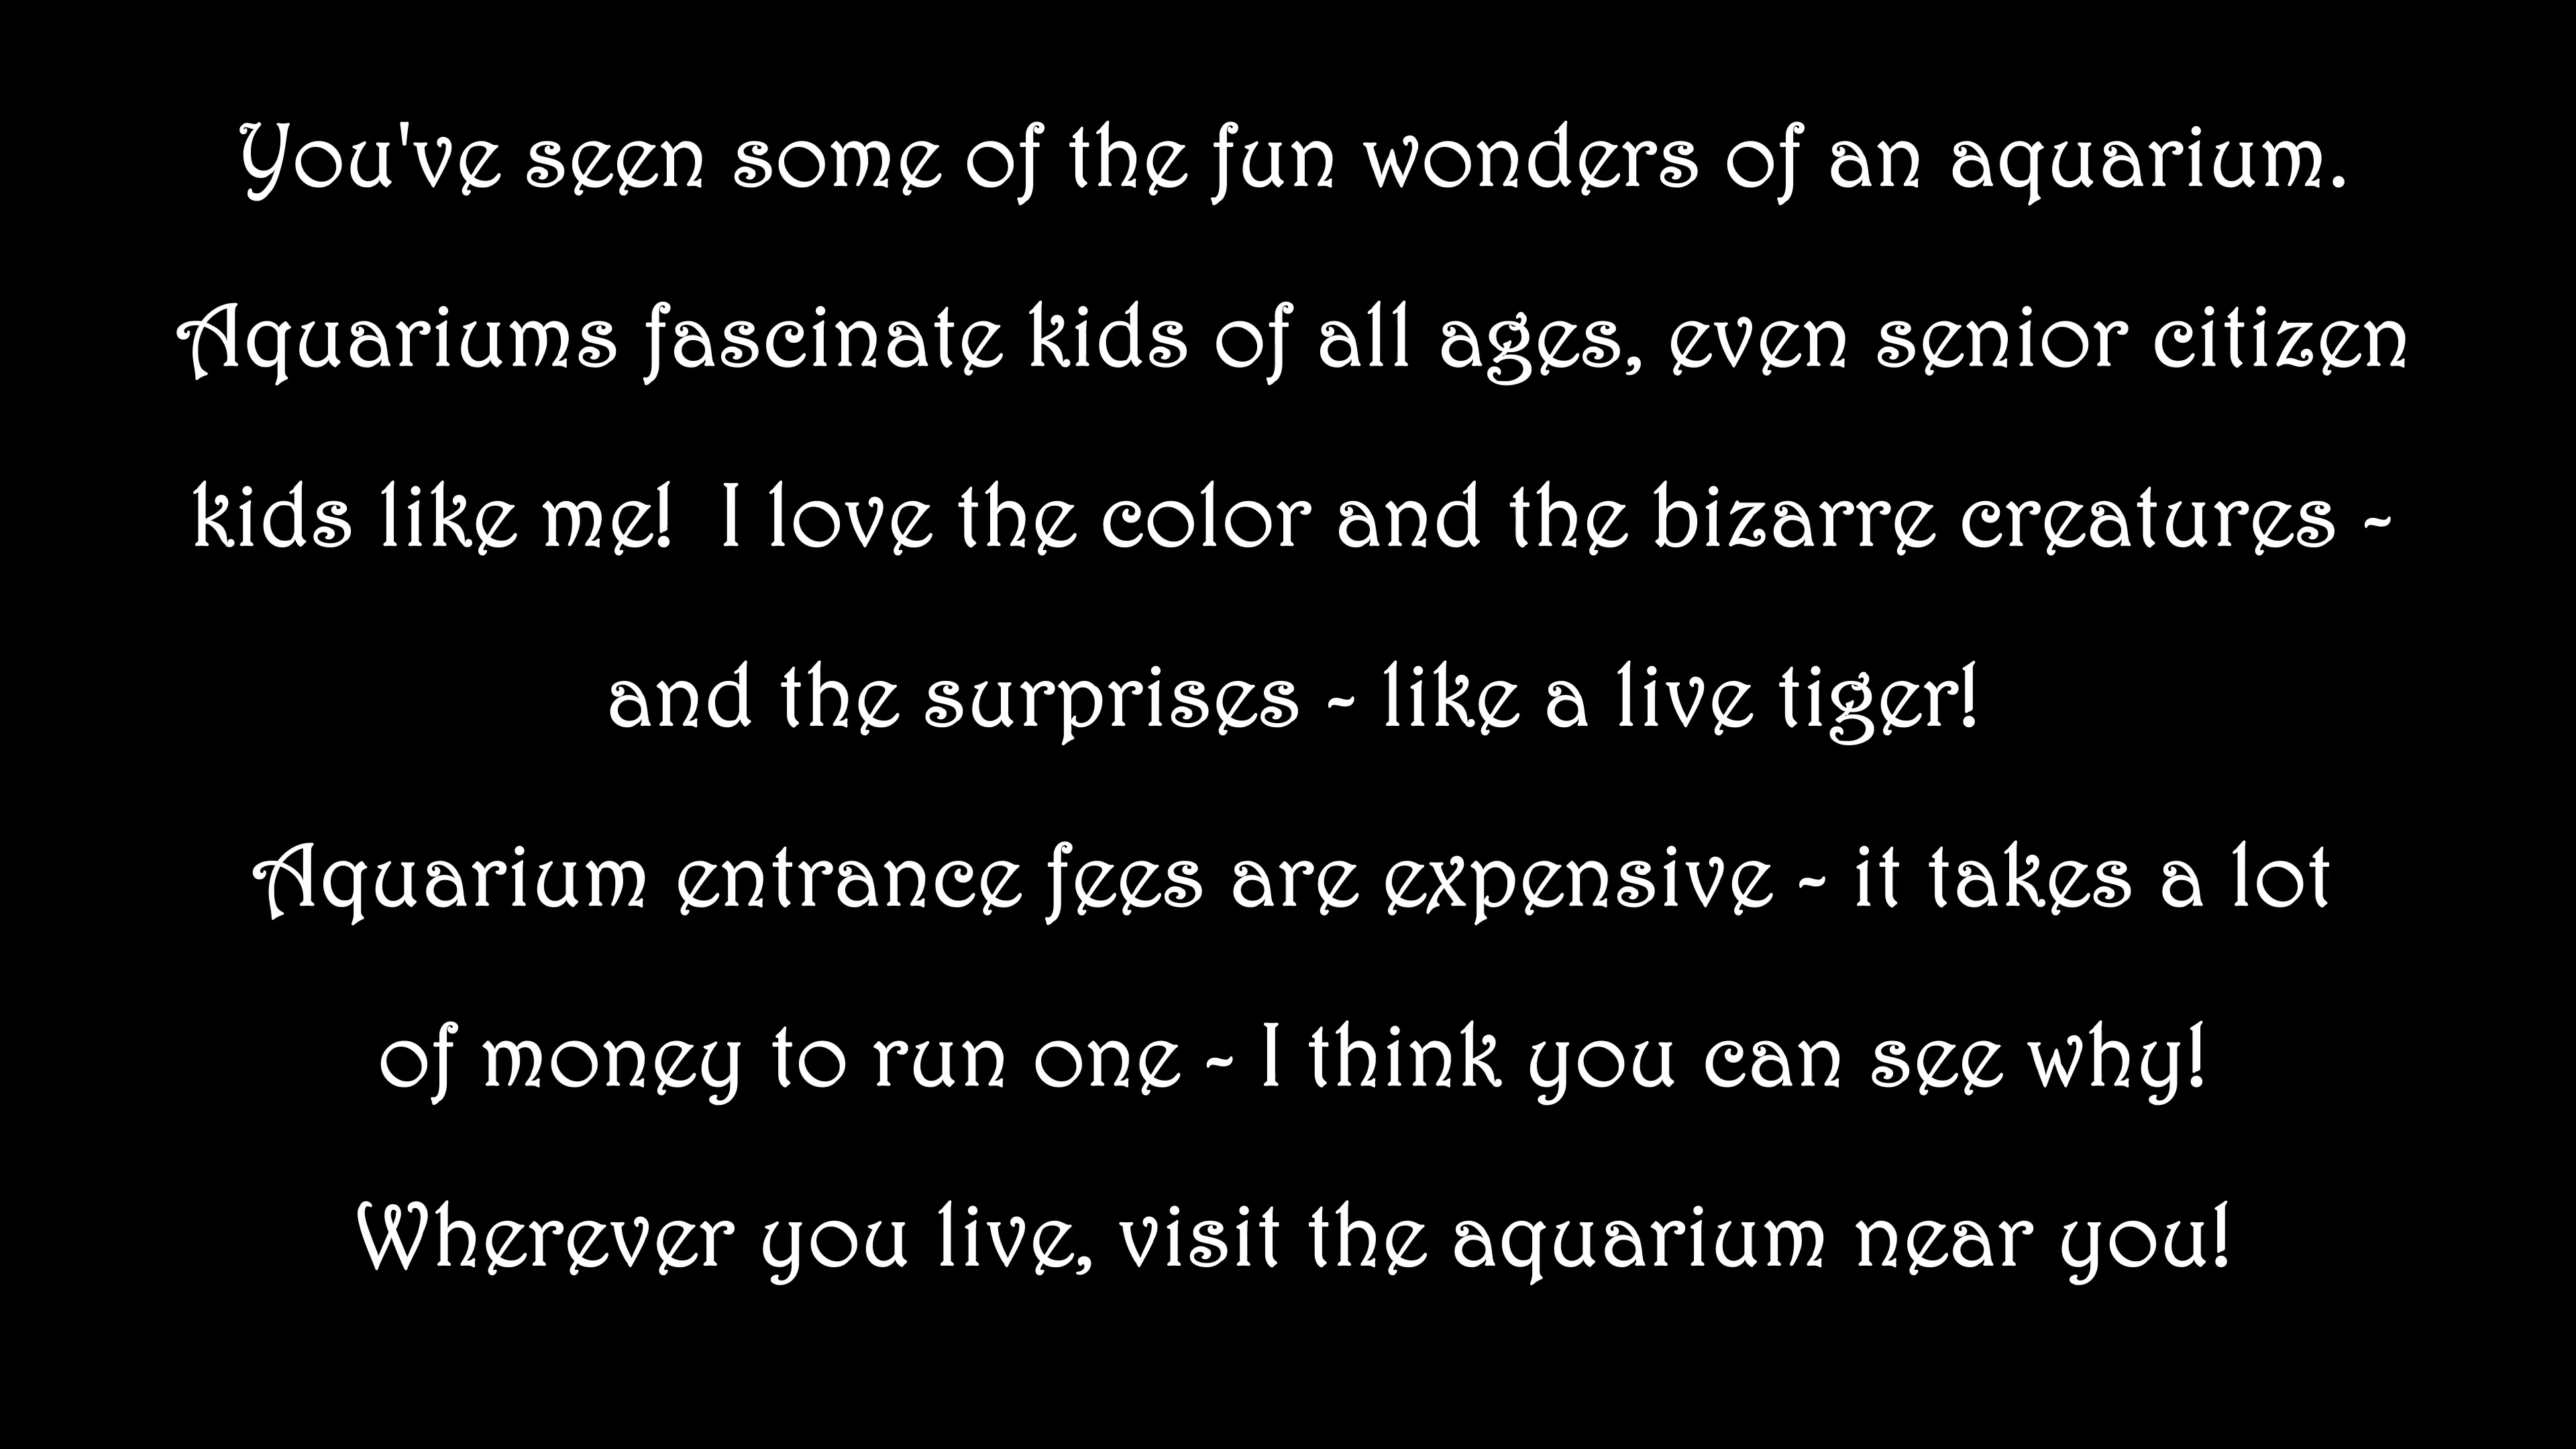 You've seen some of the fun wonders of an aquarium.
Aquariums fascinate kids of all ages, even senior citizen
kids like me!  I love the color and the bizarre creatures -
and the surprises - like a live tiger!
Aquarium entrance fees are expensive - it takes a lot
of money to run one - I think you can see why!
Wherever you live, visit the aquarium near you!